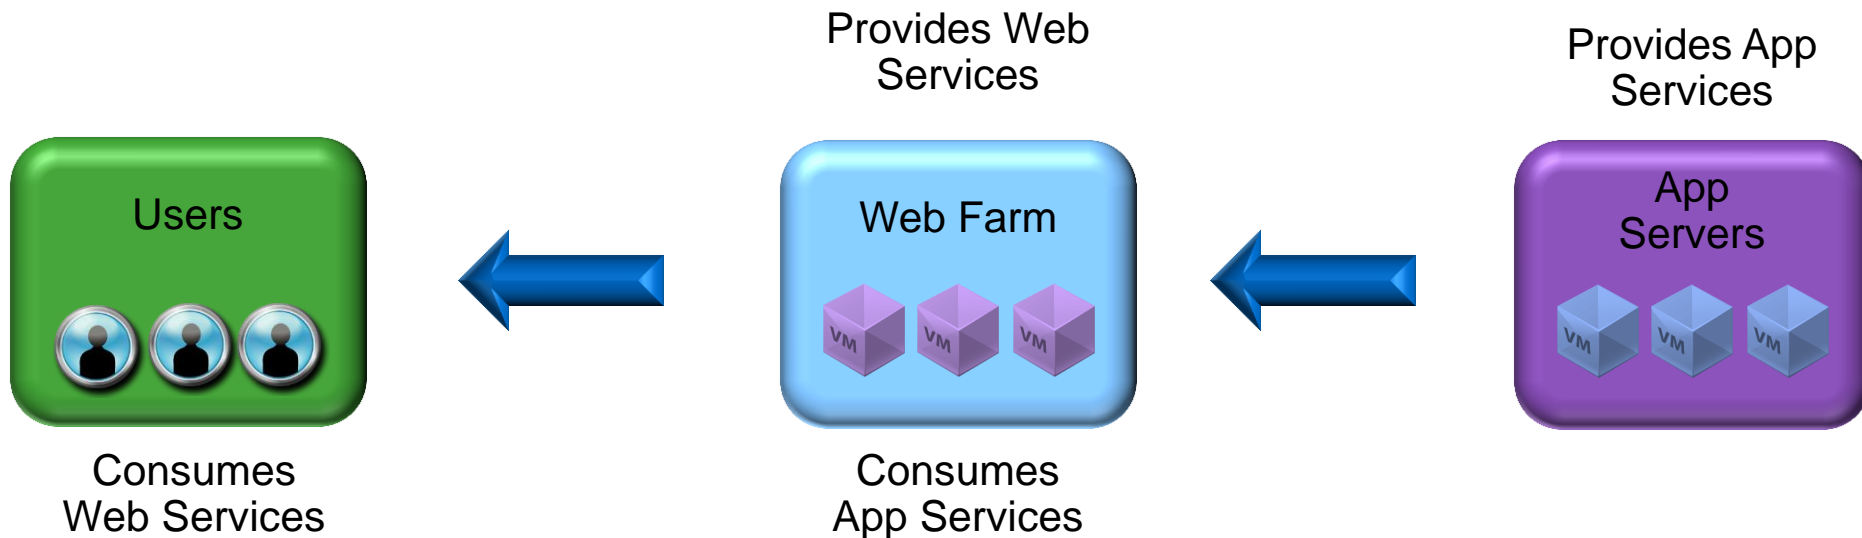 Provides Web
Services
Provides App
Services
Users
Web Farm
App
Servers
VM
VM
VM
VM
VM
VM
Consumes
Web Services
Consumes
App Services